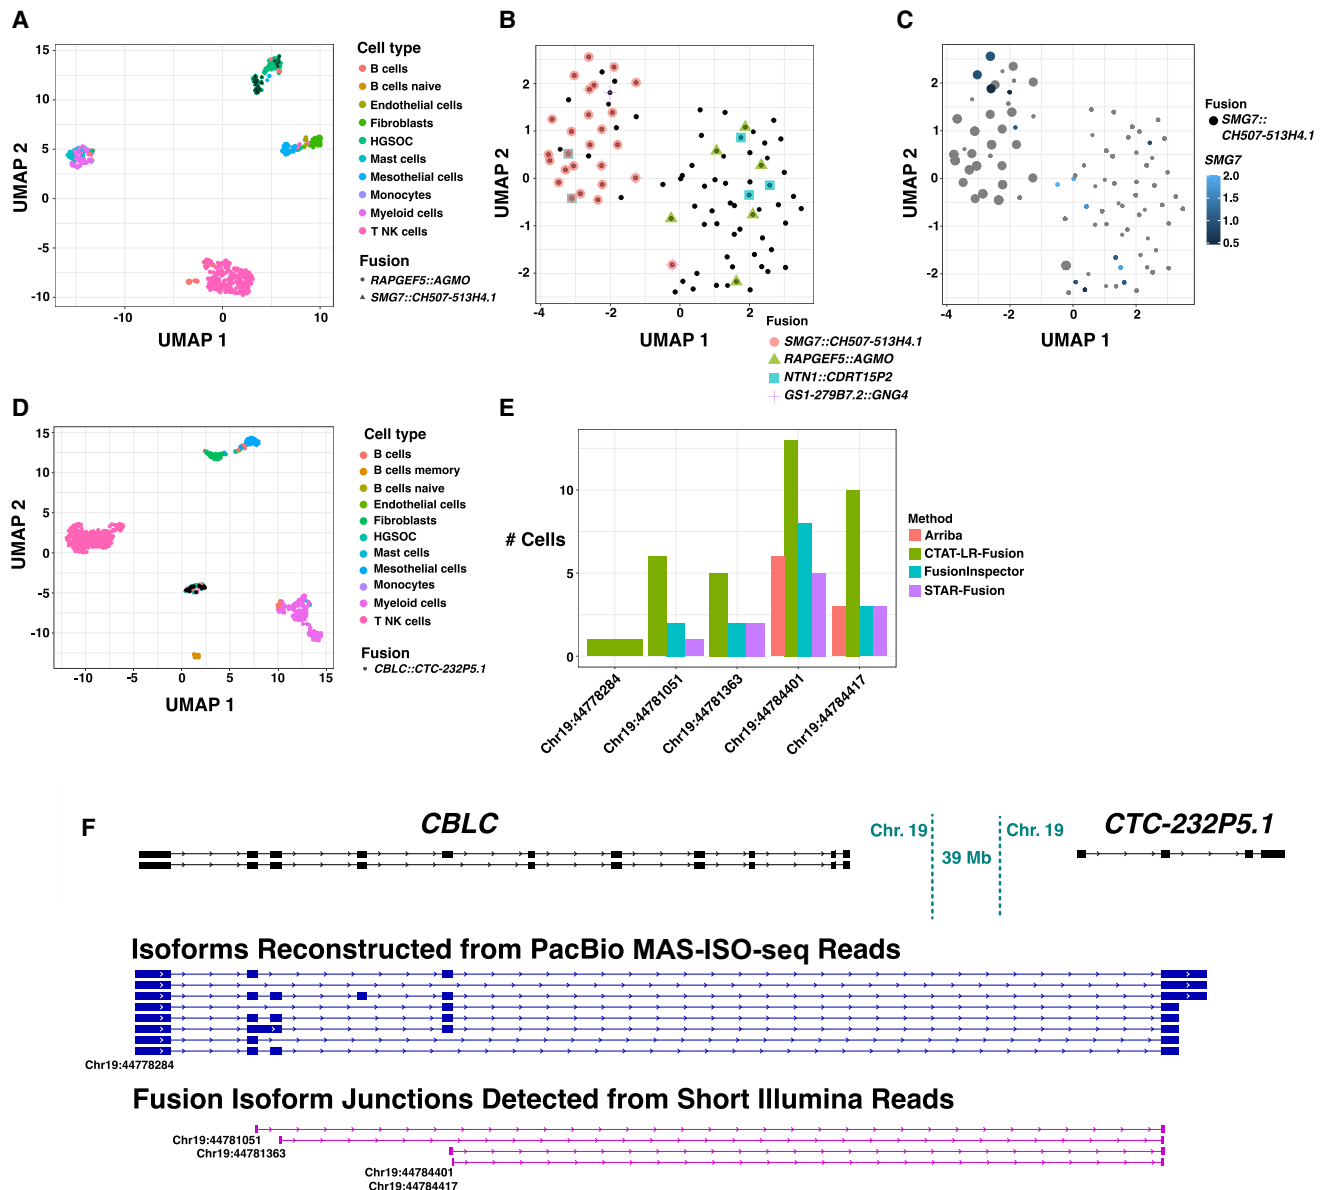 A
15
10
5
0
-5
-10
UMAP 2
-10
0
10
UMAP 1
Cell type
B cells
B cells naive
Endothelial cells
Fibroblasts
HGSOC
Mast cells
Mesothelial cells
Monocytes
Myeloid cells
T NK cells
Fusion
RAPGEF5::AGMO
SMG7::CH507-513H4.1
B
2
1
0
-1
-2
UMAP 2
-4
-2
0
2
UMAP 1
Fusion
SMG7::CH507-513H4.1
RAPGEF5::AGMO
NTN1::CDRT15P2
GS1-279B7.2::GNG4
C
2
1
0
-1
-2
UMAP 2
-4
-2
0
2
UMAP 1
Fusion
SMG7::
CH507-513H4.1
SMG7
2.0
1.5
1.0
0.5
D
15
10
5
0
-5
-10
UMAP 2
-10
-5
0
5
10
15
UMAP 1
Cell type
B cells
B cells memory
B cells naive
Endothelial cells
Fibroblasts
HGSOC
Mast cells
Mesothelial cells
Monocytes
Myeloid cells
T NK cells
Fusion
CBLC::CTC-232P5.1
E
10
5
0
# Cells
Chr19:44778284
Chr19:44781051
Chr19:44781363
Chr19:44784401
Chr19:44784417
Method
Arriba
CTAT-LR-Fusion
FusionInspector
STAR-Fusion
F
CBLC
Chr. 19
39 Mb
Chr. 19
CTC-232P5.1
Isoforms Reconstructed from PacBio MAS-ISO-seq Reads
Chr19:44778284
Fusion Isoform Junctions Detected from Short Illumina Reads
Chr19:44781051
Chr19:44781363
Chr19:44784401
Chr19:44784417